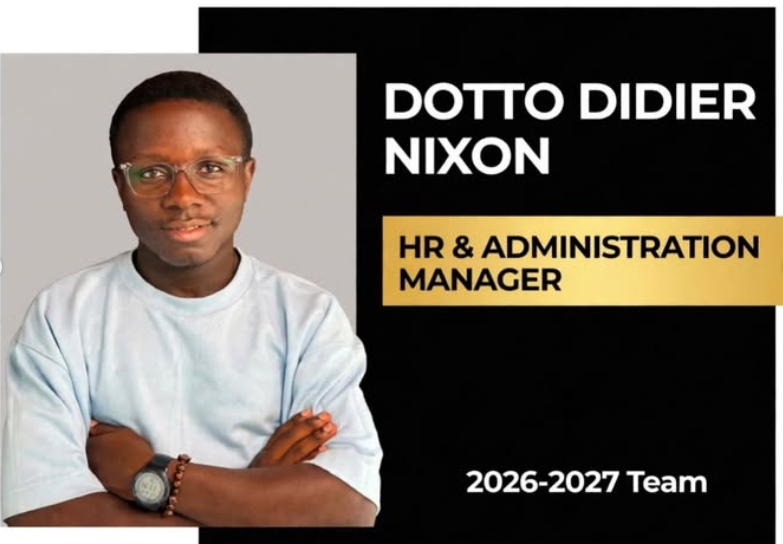 DOTTO DIDIER
NIXON
HR & ADMINISTRATION
MANAGER
2026-2027 Team